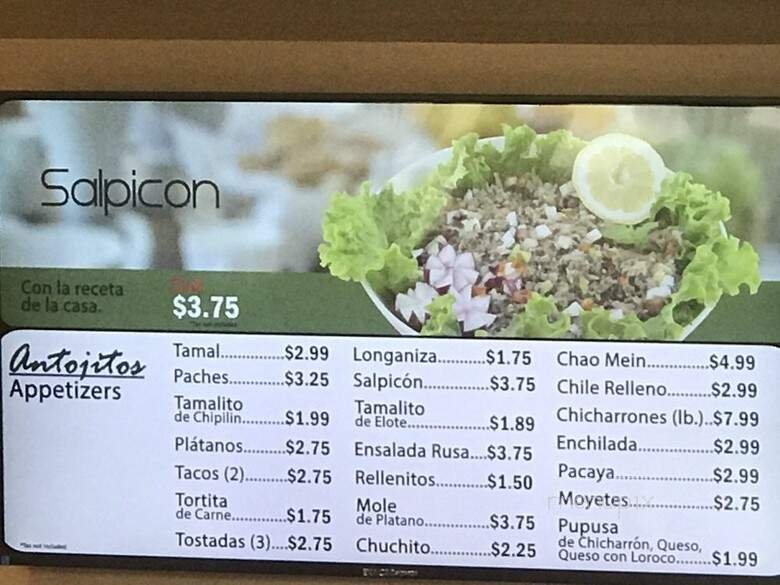 Salpicon
Con la receta
de la casa.
$3.75
Antojitos
Appetizers
Tamal..............$2.99
Paches............$3.25
Tamalito
de Chipilin.........$1.99
Plátanos..........$2.75
Tacos (2)..........$2.75
Tortita
de Carne............$1.75
Tostadas (3)....$2.75
*Tax not included
Longaniza..........$1.75
Salpicón..............$3.75
Tamalito
de Elote................$1.89
Ensalada Rusa....$3.75
Rellenitos...........$1.50
Mole
de Platano.............$3.75
Chuchito.............$2.25
Chao Mein.............$4.99
Chile Relleno.........$2.99
Chicharrones (lb.)..$7.99
Enchilada...............$2.99
Pacaya....................$2.99
Moyetes.................$2.75
Pupusa
de Chicharrón, Queso,
Queso con Loroco.......$1.99